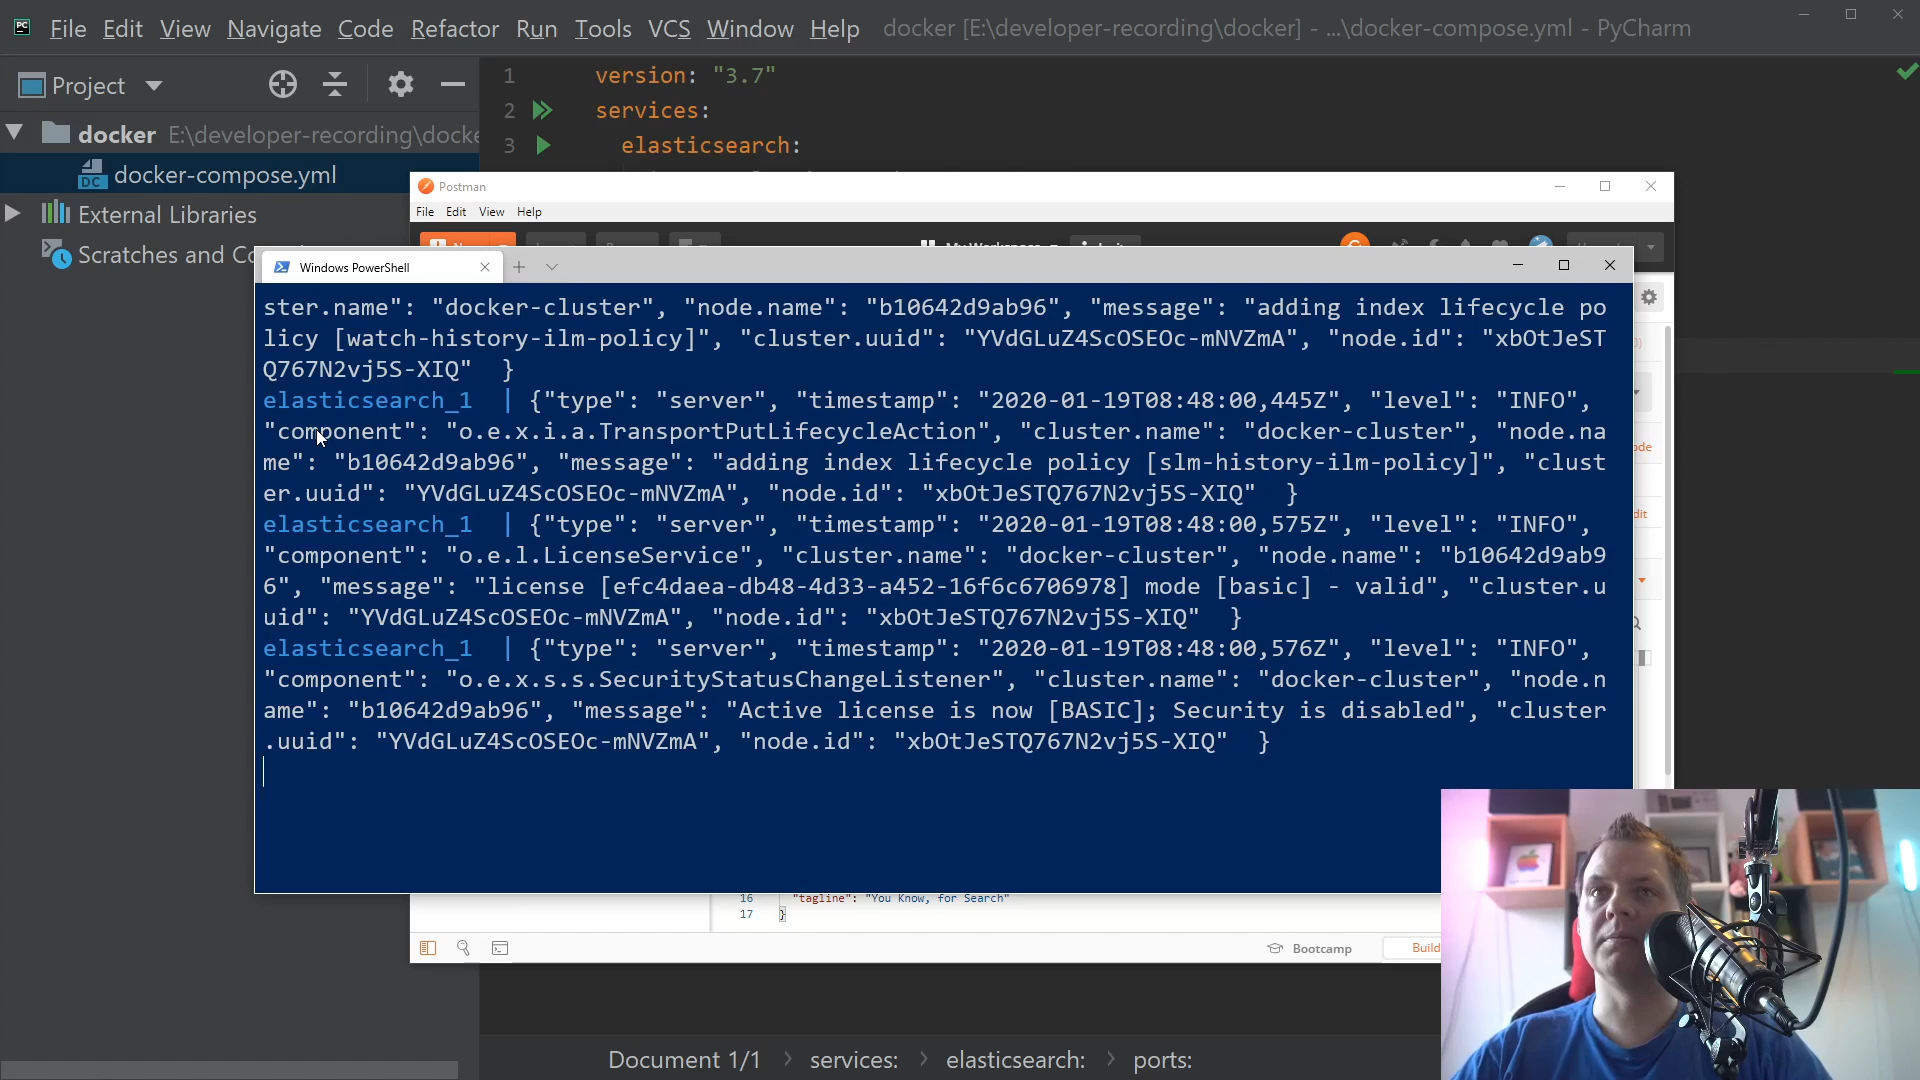 File Edit View Navigate Code Refactor Run Tools VCS Window Help docker [E:\developer-recording\docker] - ...\docker-compose.yml - PyCharm
Project
docker E:\developer-recording\docke
docker-compose.yml
External Libraries
Scratches and Co
1 version: "3.7"
2 services:
3 elasticsearch:
Postman
File Edit View Help
My Workspace
Windows PowerShell
ster.name": "docker-cluster", "node.name": "b10642d9ab96", "message": "adding index lifecycle po
licy [watch-history-ilm-policy]", "cluster.uuid": "YVdGLuZ4ScOSEOc-mNVZmA", "node.id": "xbOtJeST
Q767N2vj5S-XIQ"  }
elasticsearch_1  | {"type": "server", "timestamp": "2020-01-19T08:48:00,445Z", "level": "INFO",
"component": "o.e.x.i.a.TransportPutLifecycleAction", "cluster.name": "docker-cluster", "node.na
me": "b10642d9ab96", "message": "adding index lifecycle policy [slm-history-ilm-policy]", "clust
er.uuid": "YVdGLuZ4ScOSEOc-mNVZmA", "node.id": "xbOtJeSTQ767N2vj5S-XIQ"  }
elasticsearch_1  | {"type": "server", "timestamp": "2020-01-19T08:48:00,575Z", "level": "INFO",
"component": "o.e.l.LicenseService", "cluster.name": "docker-cluster", "node.name": "b10642d9ab9
6", "message": "license [efc4daea-db48-4d33-a452-16f6c6706978] mode [basic] - valid", "cluster.u
uid": "YVdGLuZ4ScOSEOc-mNVZmA", "node.id": "xbOtJeSTQ767N2vj5S-XIQ"  }
elasticsearch_1  | {"type": "server", "timestamp": "2020-01-19T08:48:00,576Z", "level": "INFO",
"component": "o.e.x.s.s.SecurityStatusChangeListener", "cluster.name": "docker-cluster", "node.n
ame": "b10642d9ab96", "message": "Active license is now [BASIC]; Security is disabled", "cluster
.uuid": "YVdGLuZ4ScOSEOc-mNVZmA", "node.id": "xbOtJeSTQ767N2vj5S-XIQ"  }
ode
dit
16 "tagline": "You Know, for Search"
17 }
Bootcamp Build
Document 1/1 › services: › elasticsearch: › ports: